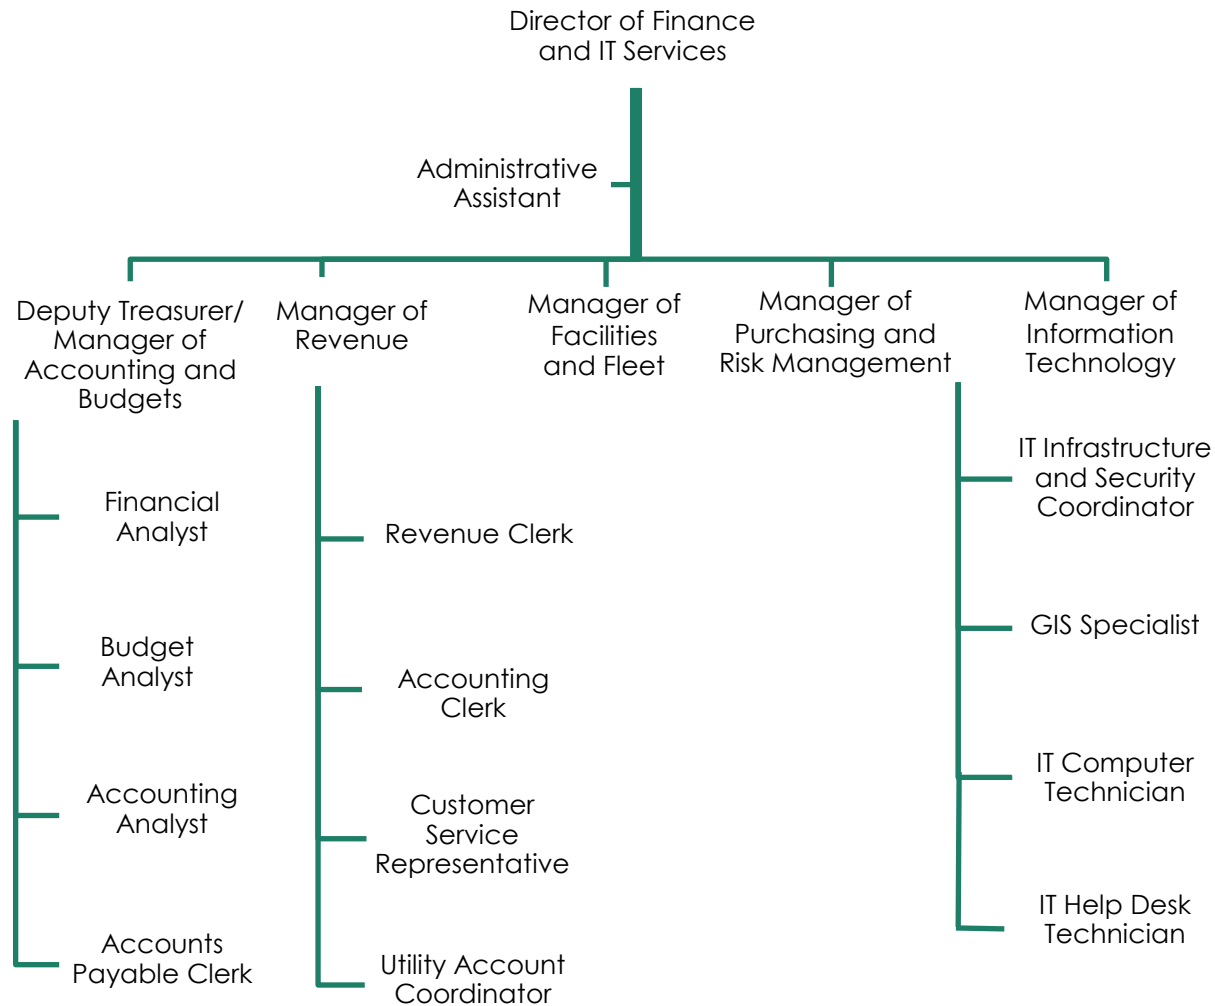 Director of Finance
and IT Services
Administrative
Assistant
Deputy Treasurer/
Manager of
Accounting and
Budgets
Manager of
Revenue
Manager of
Facilities
and Fleet
Manager of
Purchasing and
Risk Management
Manager of
Information
Technology
Financial
Analyst
Budget
Analyst
Accounting
Analyst
Accounts
Payable Clerk
Revenue Clerk
Accounting
Clerk
Customer
Service
Representative
Utility Account
Coordinator
IT Infrastructure
and Security
Coordinator
GIS Specialist
IT Computer
Technician
IT Help Desk
Technician